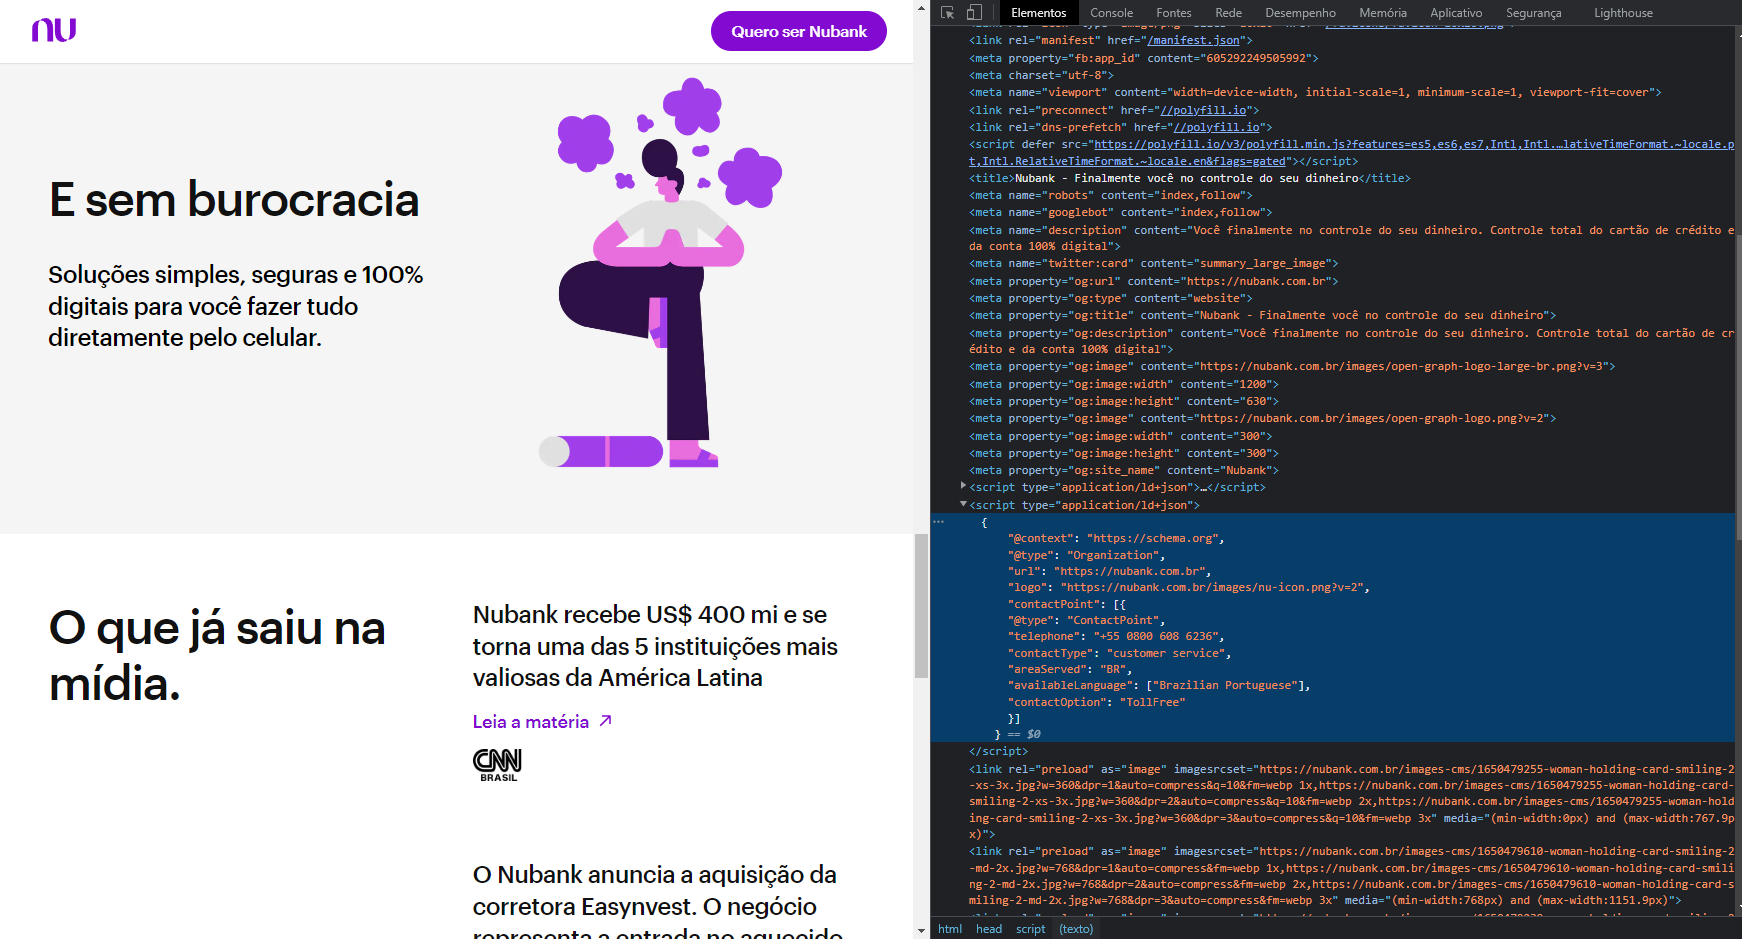 nu
Quero ser Nubank
E sem burocracia
Soluções simples, seguras e 100%
digitais para você fazer tudo
diretamente pelo celular.
O que já saiu na
mídia.
Nubank recebe US$ 400 mi e se
torna uma das 5 instituições mais
valiosas da América Latina
Leia a matéria
CNN
BRASIL
O Nubank anuncia a aquisição da
corretora Easynvest. O negócio
representa a entrada no aquecido
Elementos Console Fontes Rede Desempenho Memória Aplicativo Segurança Lighthouse
<link rel="manifest" href="/manifest.json">
<meta property="fb:app_id" content="605292249505992">
<meta charset="utf-8">
<meta name="viewport" content="width=device-width, initial-scale=1, minimum-scale=1, viewport-fit=cover">
<link rel="preconnect" href="//polyfill.io">
<link rel="dns-prefetch" href="//polyfill.io">
<script defer src="https://polyfill.io/v3/polyfill.min.js?features=es5,es6,es7,Intl,Intl.…lativeTimeFormat.~locale.p
t,Intl.RelativeTimeFormat.~locale.en&flags=gated"></script>
<title>Nubank - Finalmente você no controle do seu dinheiro</title>
<meta name="robots" content="index,follow">
<meta name="googlebot" content="index,follow">
<meta name="description" content="Você finalmente no controle do seu dinheiro. Controle total do cartão de crédito e
da conta 100% digital">
<meta name="twitter:card" content="summary_large_image">
<meta property="og:url" content="https://nubank.com.br">
<meta property="og:type" content="website">
<meta property="og:title" content="Nubank - Finalmente você no controle do seu dinheiro">
<meta property="og:description" content="Você finalmente no controle do seu dinheiro. Controle total do cartão de cr
édito e da conta 100% digital">
<meta property="og:image" content="https://nubank.com.br/images/open-graph-logo-large-br.png?v=3">
<meta property="og:image:width" content="1200">
<meta property="og:image:height" content="630">
<meta property="og:image" content="https://nubank.com.br/images/open-graph-logo.png?v=2">
<meta property="og:image:width" content="300">
<meta property="og:image:height" content="300">
<meta property="og:site_name" content="Nubank">
<script type="application/ld+json">…</script>
<script type="application/ld+json">
{
"@context": "https://schema.org",
"@type": "Organization",
"url": "https://nubank.com.br",
"logo": "https://nubank.com.br/images/nu-icon.png?v=2",
"contactPoint": [{
"@type": "ContactPoint",
"telephone": "+55 0800 608 6236",
"contactType": "customer service",
"areaServed": "BR",
"availableLanguage": ["Brazilian Portuguese"],
"contactOption": "TollFree"
}]
} == $0
</script>
<link rel="preload" as="image" imagesrcset="https://nubank.com.br/images-cms/1650479255-woman-holding-card-smiling-2
-xs-3x.jpg?w=360&dpr=1&auto=compress&q=10&fm=webp 1x,https://nubank.com.br/images-cms/1650479255-woman-holding-card-
smiling-2-xs-3x.jpg?w=360&dpr=2&auto=compress&q=10&fm=webp 2x,https://nubank.com.br/images-cms/1650479255-woman-hold
ing-card-smiling-2-xs-3x.jpg?w=360&dpr=3&auto=compress&q=10&fm=webp 3x" media="(min-width:0px) and (max-width:767.9p
x)">
<link rel="preload" as="image" imagesrcset="https://nubank.com.br/images-cms/1650479610-woman-holding-card-smiling-2
-md-2x.jpg?w=768&dpr=1&auto=compress&fm=webp 1x,https://nubank.com.br/images-cms/1650479610-woman-holding-card-smili
ng-2-md-2x.jpg?w=768&dpr=2&auto=compress&fm=webp 2x,https://nubank.com.br/images-cms/1650479610-woman-holding-card-s
miling-2-md-2x.jpg?w=768&dpr=3&auto=compress&fm=webp 3x" media="(min-width:768px) and (max-width:1151.9px)">
html head script (texto)